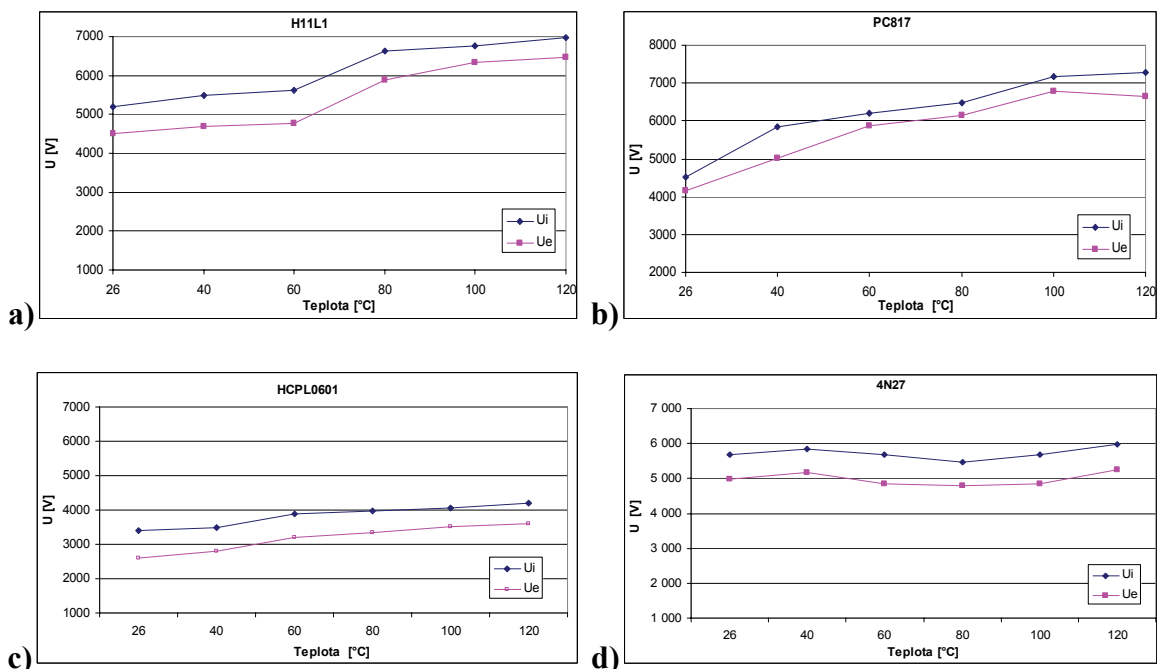 H11L1
7000
6000
5000
4000
3000
2000
1000
U [V]
26 40 60 80 100 120
Teplota [°C]
Ui
Ue
a)
PC817
8000
7000
6000
5000
4000
3000
2000
U [V]
26 40 60 80 100 120
Teplota [°C]
Ui
Ue
b)
HCPL0601
7000
6000
5000
4000
3000
2000
1000
U [V]
26 40 60 80 100 120
Teplota [°C]
Ui
Ue
c)
4N27
7 000
6 000
5 000
4 000
3 000
2 000
1 000
U [V]
26 40 60 80 100 120
Teplota [°C]
Ui
Ue
d)